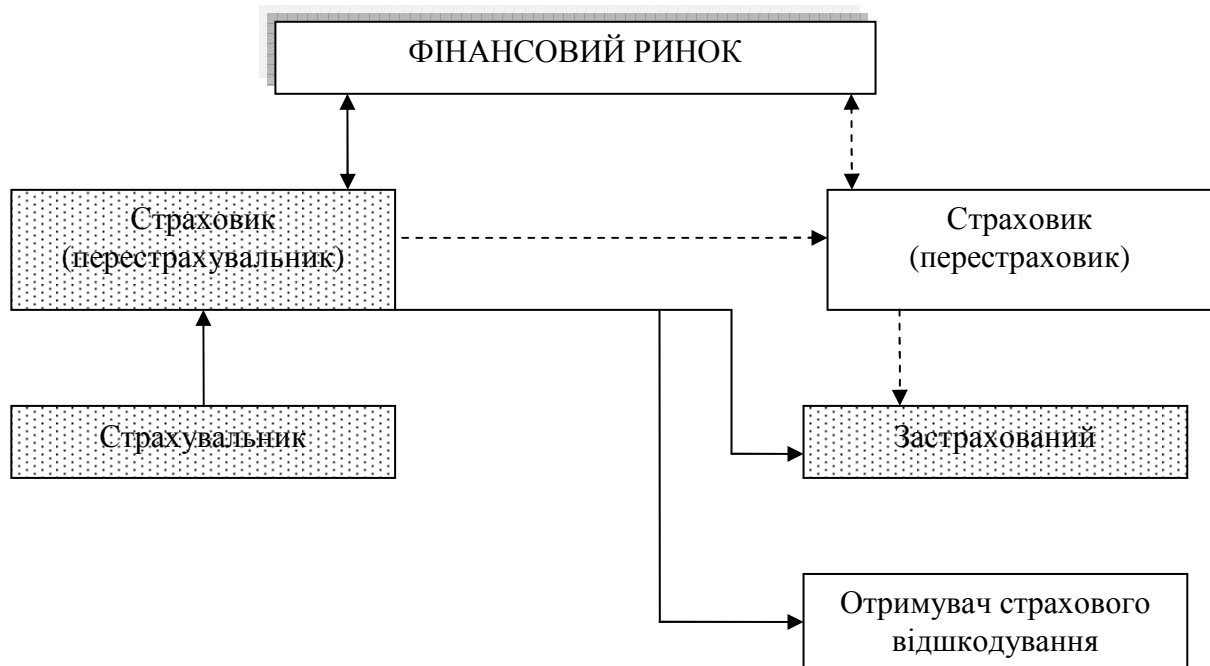 ФІНАНСОВИЙ РИНОК
Страховик
(перестрахувальник)
Страховик
(перестраховик)
Страхувальник
Застрахований
Отримувач страхового
відшкодування